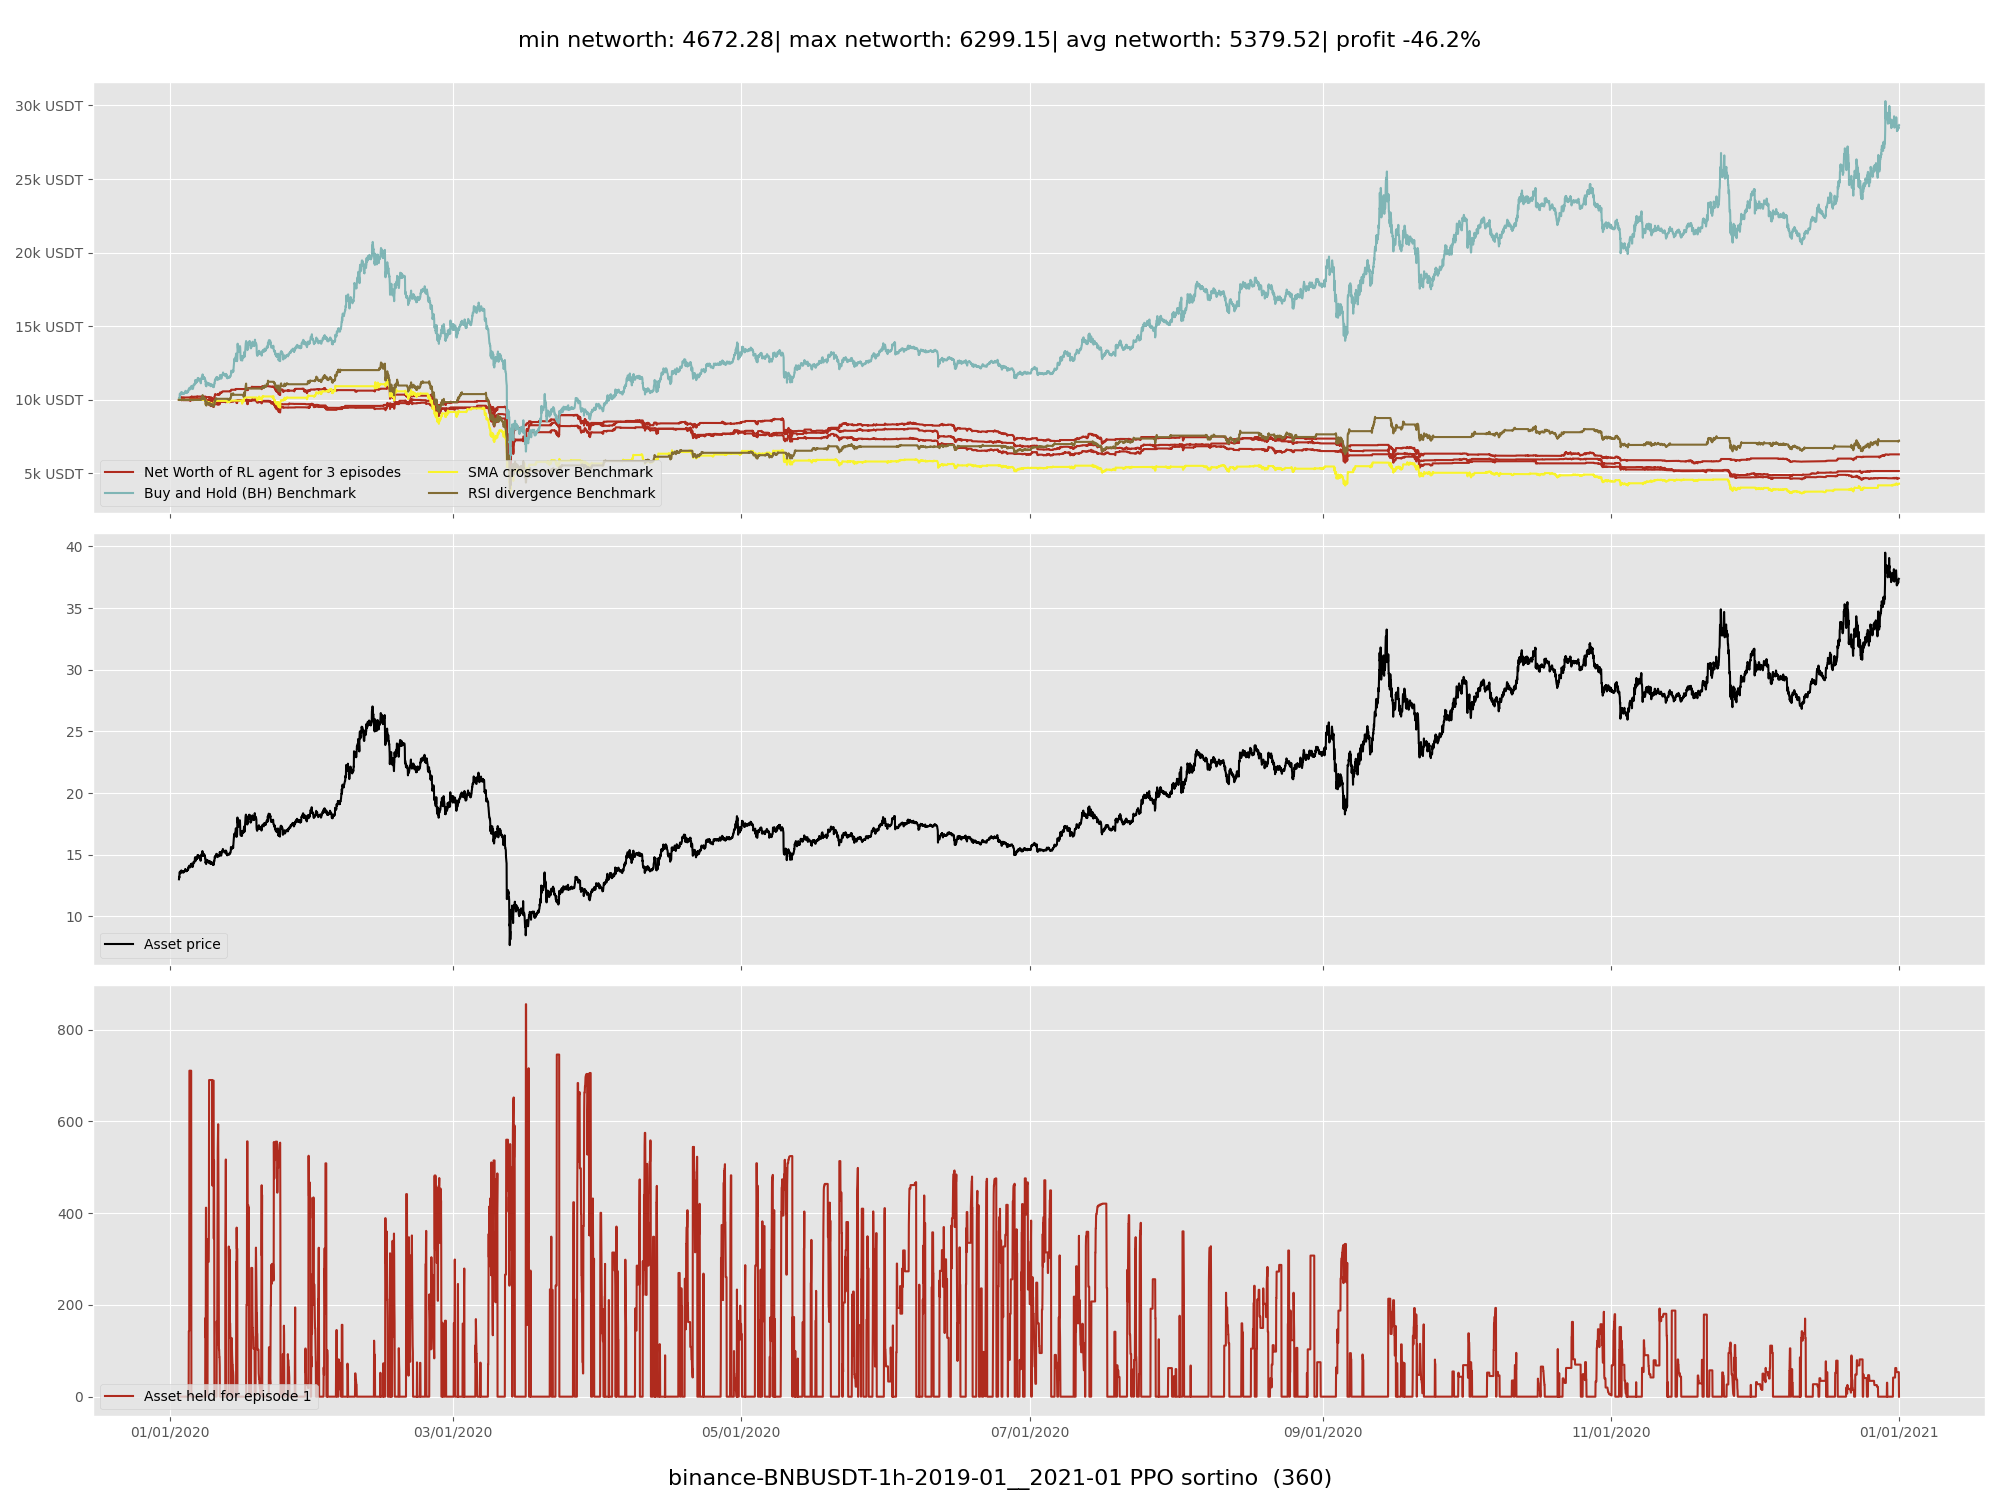 min networth: 4672.28| max networth: 6299.15| avg networth: 5379.52| profit -46.2%
30k USDT
25k USDT
20k USDT
15k USDT
10k USDT
5k USDT
Net Worth of RL agent for 3 episodes
Buy and Hold (BH) Benchmark
SMA crossover Benchmark
RSI divergence Benchmark
40
35
30
25
20
15
10
Asset price
800
600
400
200
0
Asset held for episode 1
01/01/2020 03/01/2020 05/01/2020 07/01/2020 09/01/2020 11/01/2020 01/01/2021
binance-BNBUSDT-1h-2019-01__2021-01 PPO sortino (360)